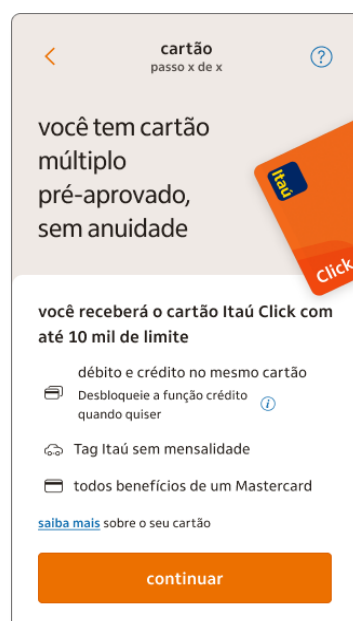 cartão
passo x de x
?
você tem cartão
múltiplo
pré-aprovado,
sem anuidade
Itaú
Click
você receberá o cartão Itaú Click com
até 10 mil de limite
débito e crédito no mesmo cartão
Desbloqueie a função crédito
quando quiser
i
Tag Itaú sem mensalidade
todos benefícios de um Mastercard
saiba mais sobre o seu cartão
continuar